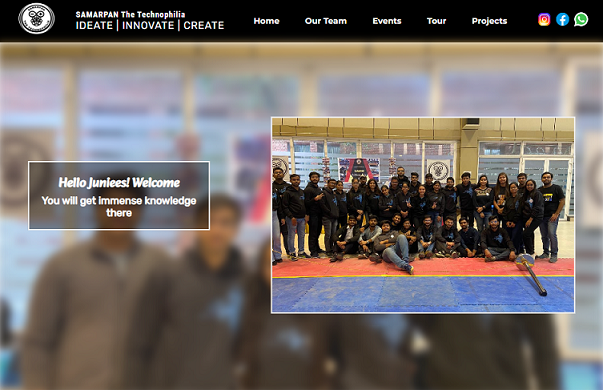 SAMARPAN The Technophilia
IDEATE | INNOVATE | CREATE
Home
Our Team
Events
Tour
Projects
Hello Juniees! Welcome
You will get immense knowledge
there